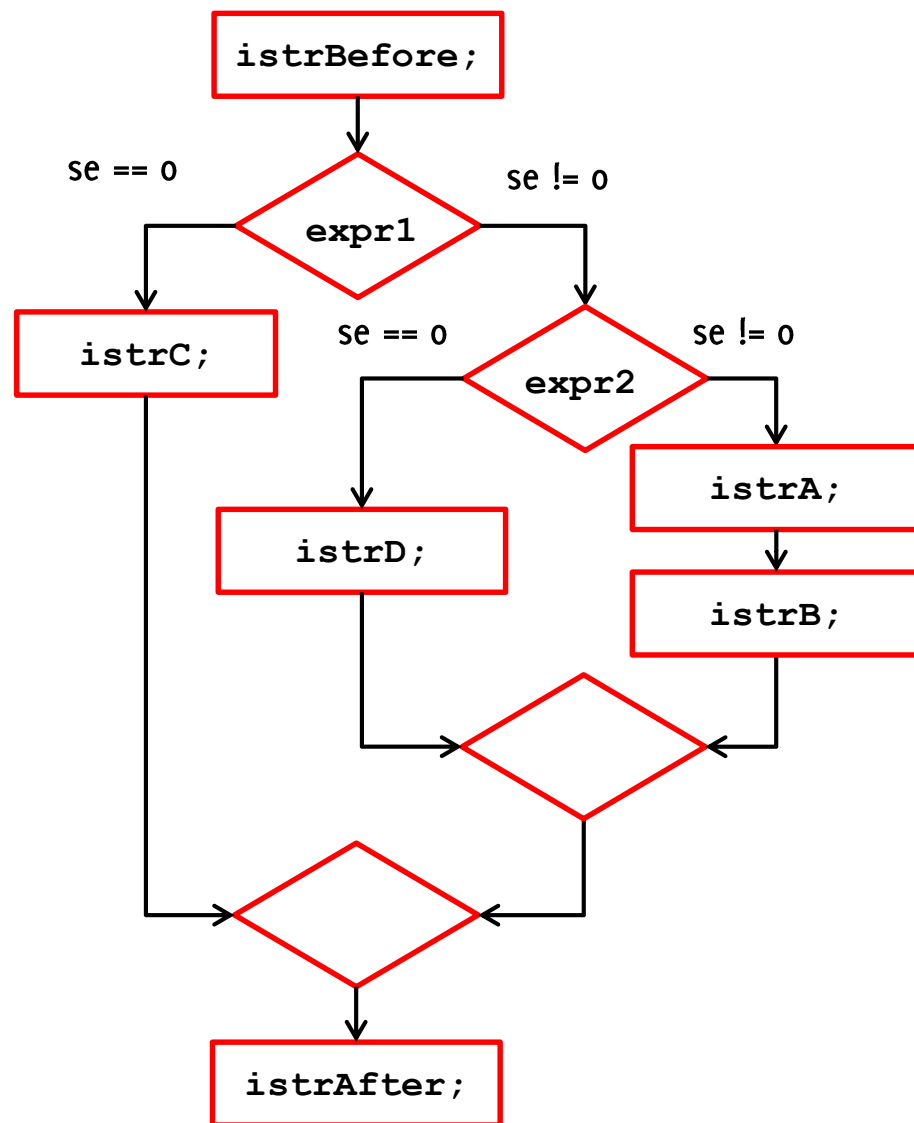 istrBefore;
se == 0
se != 0
expr1
istrC;
se == 0
se != 0
expr2
istrA;
istrD;
istrB;
istrAfter;